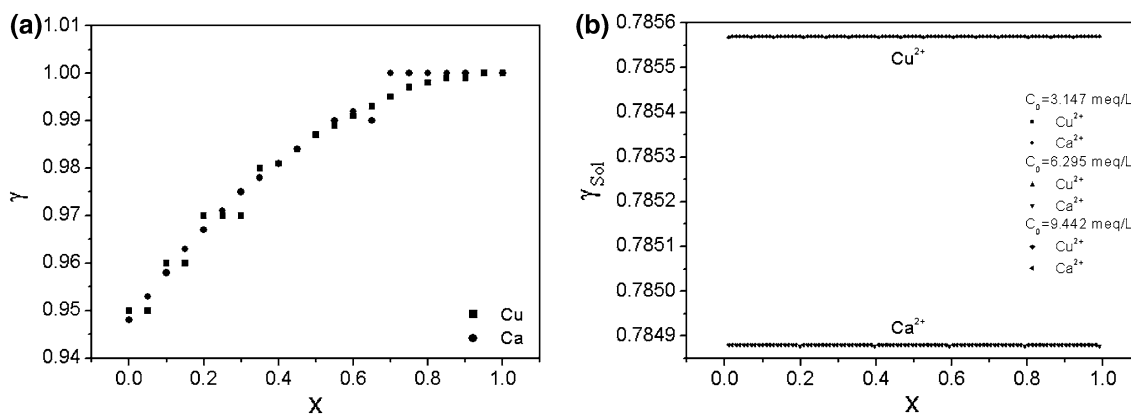 (a)
1.01
1.00
0.99
0.98
0.97
0.96
0.95
0.94
γ
0.0 0.2 0.4 0.6 0.8 1.0
X
Cu
Ca
(b)
0.7856
0.7855
0.7854
0.7853
0.7852
0.7851
0.7850
0.7849
γSol
0.0 0.2 0.4 0.6 0.8 1.0
X
Cu2+
C0=3.147 meq/L
Cu2+
Ca2+
C0=6.295 meq/L
Cu2+
Ca2+
C0=9.442 meq/L
Cu2+
Ca2+
Ca2+